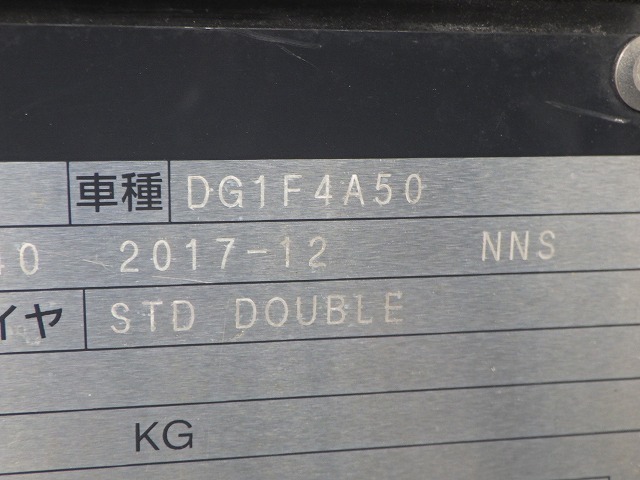 車種 DG1F4A50
40 2017-12 NNS
イヤ STD DOUBLE
KG